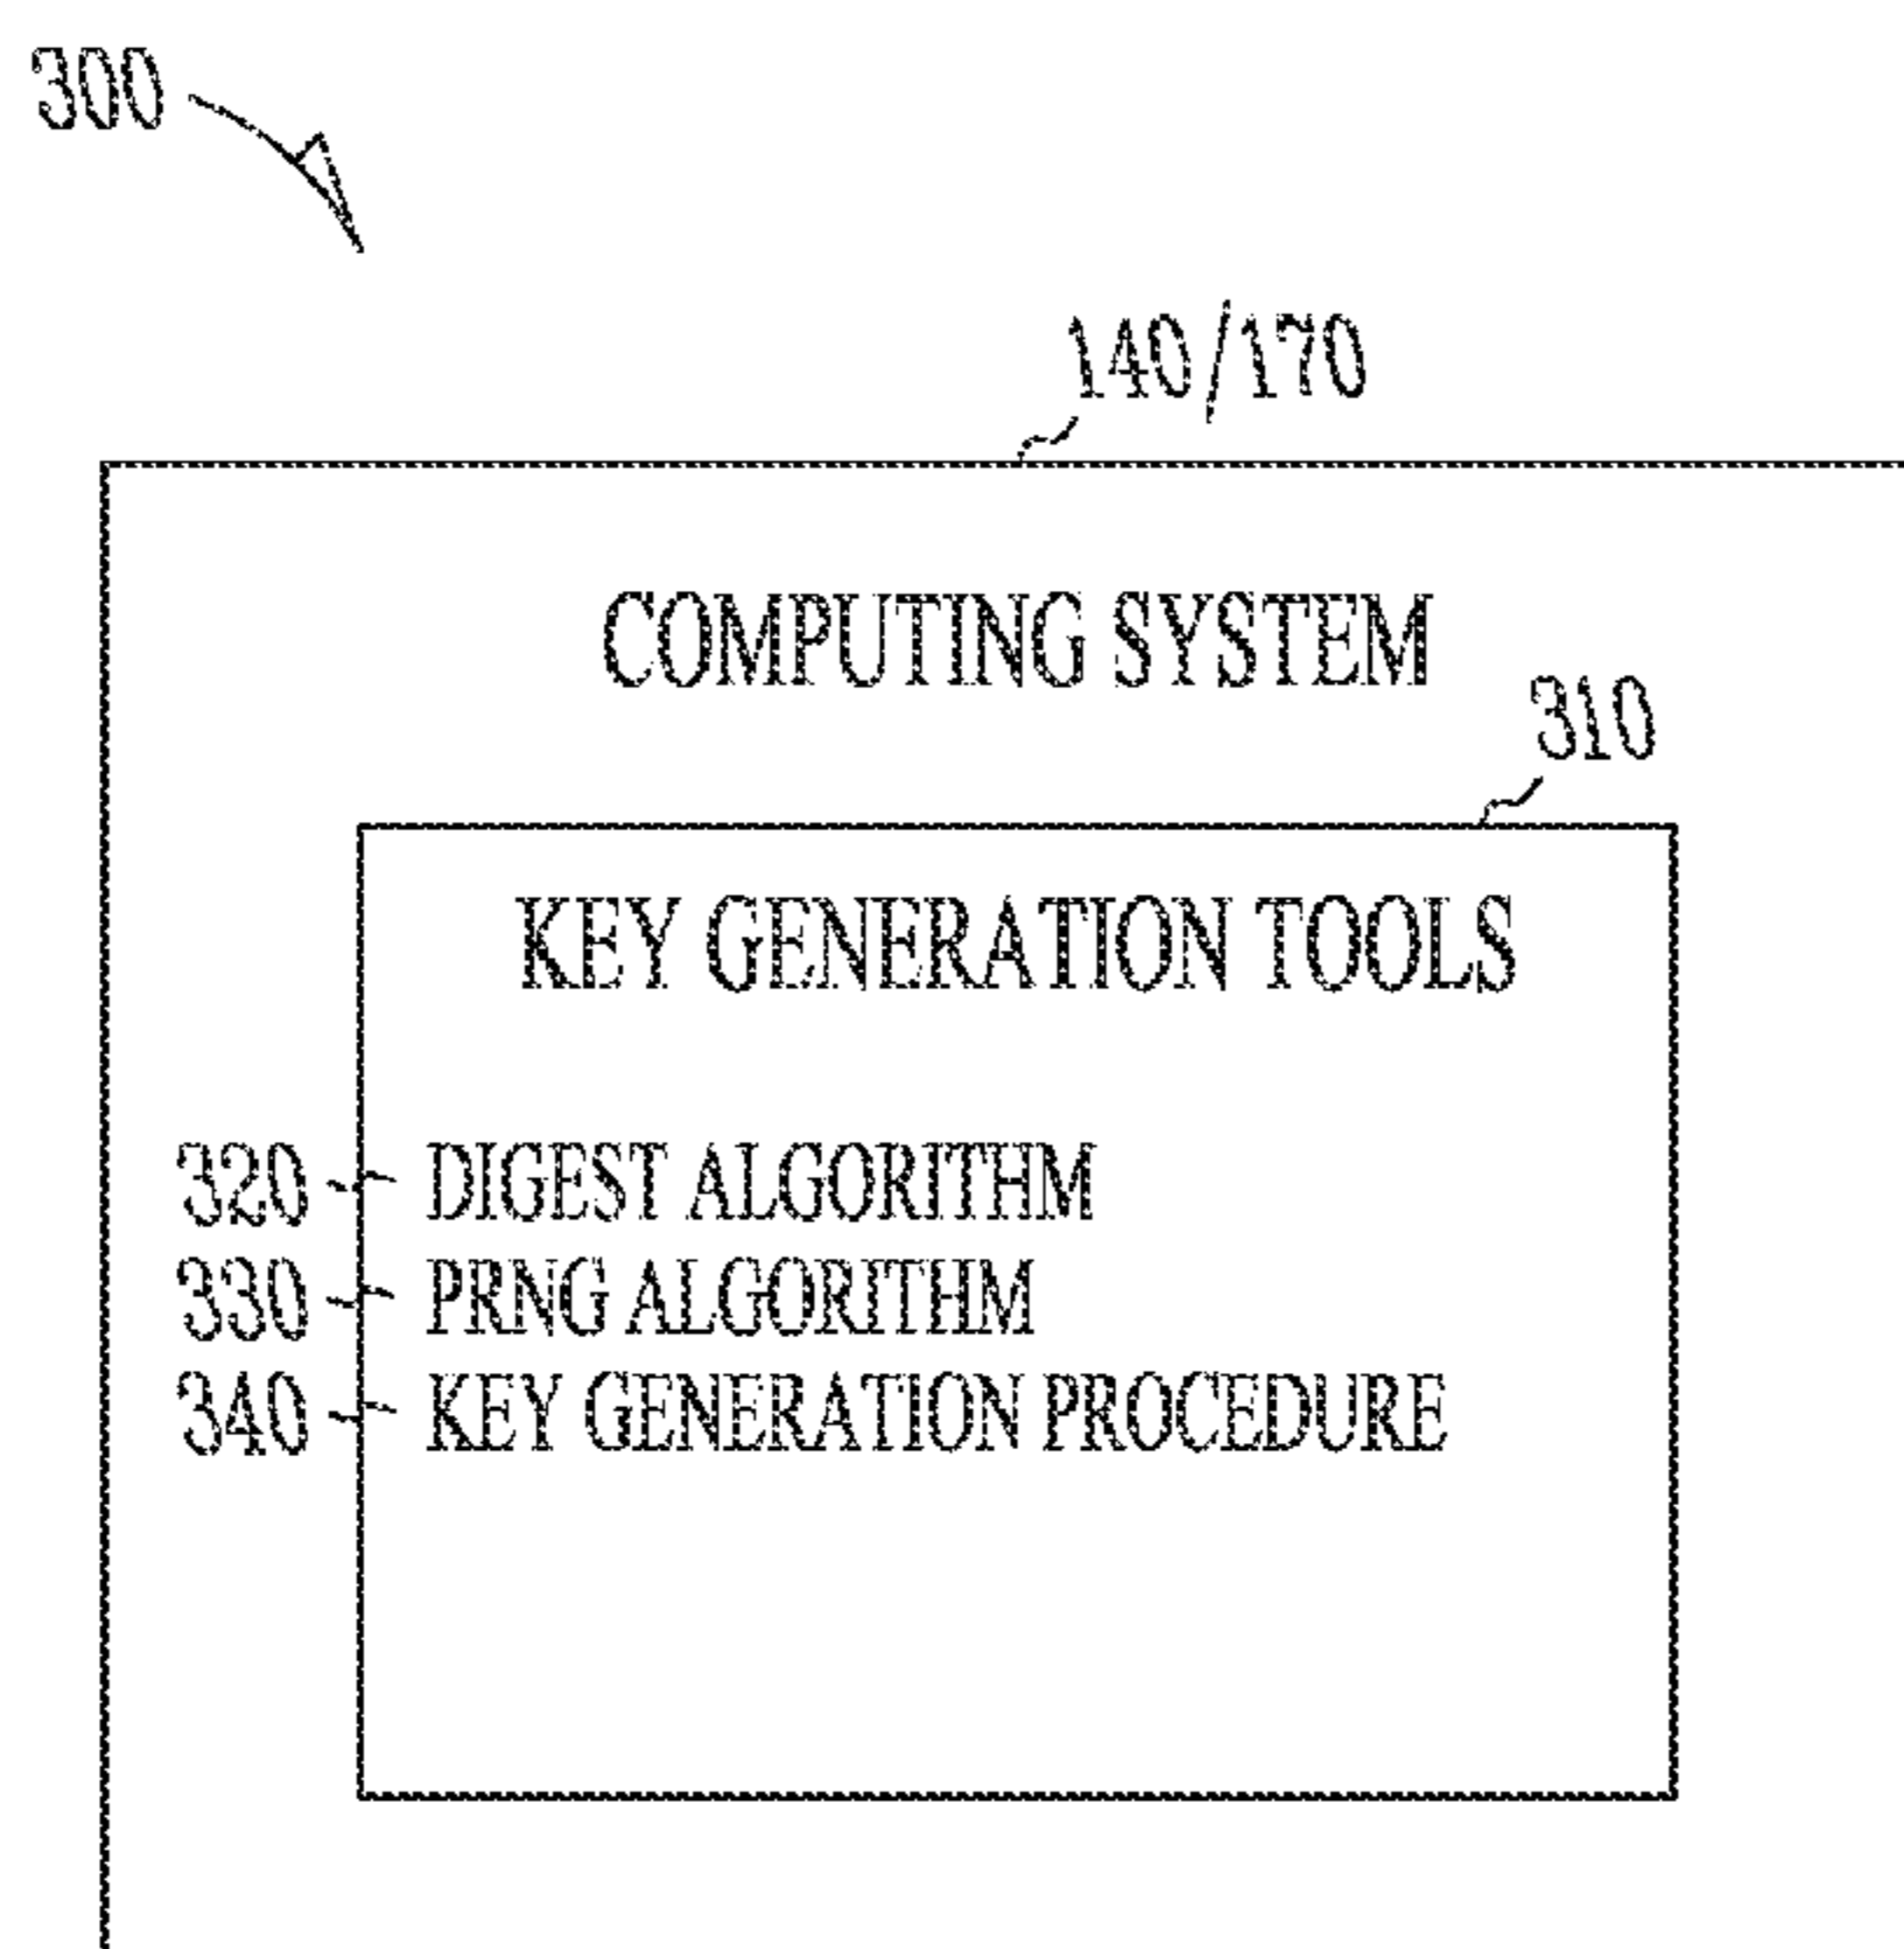 300
140/170
COMPUTING SYSTEM
310
KEY GENERATION TOOLS
320 DIGEST ALGORITHM
330 PRNG ALGORITHM
340 KEY GENERATION PROCEDURE